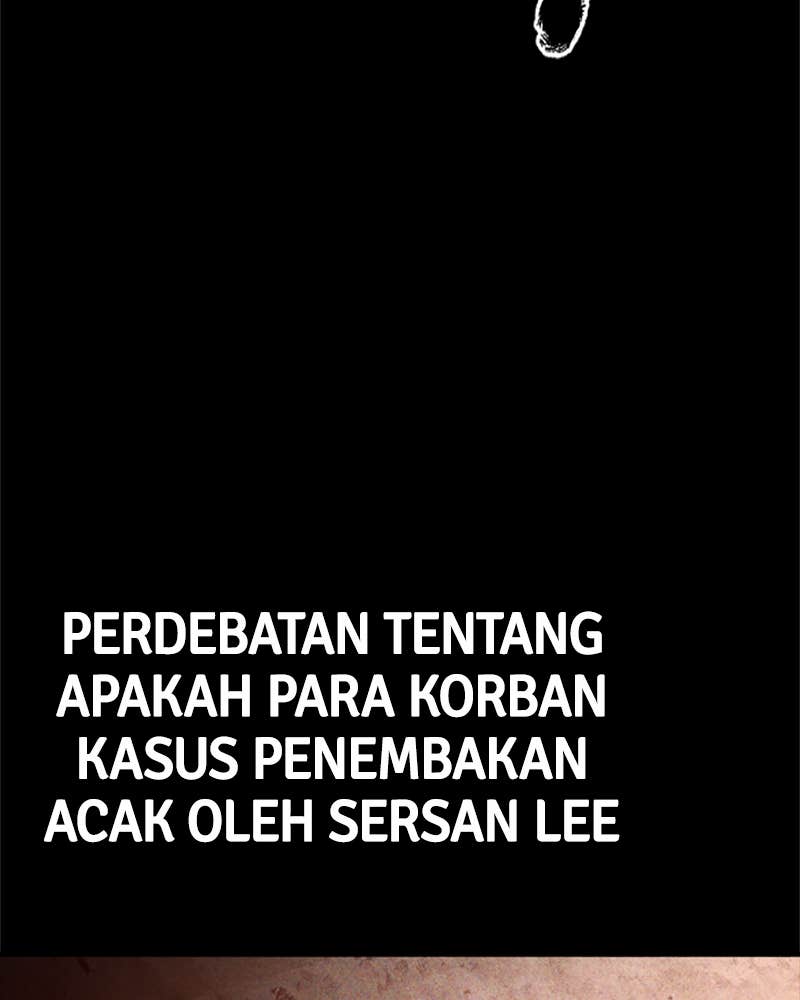 PERDEBATAN TENTANG
APAKAH PARA KORBAN
KASUS PENEMBAKAN
ACAK OLEH SERSAN LEE